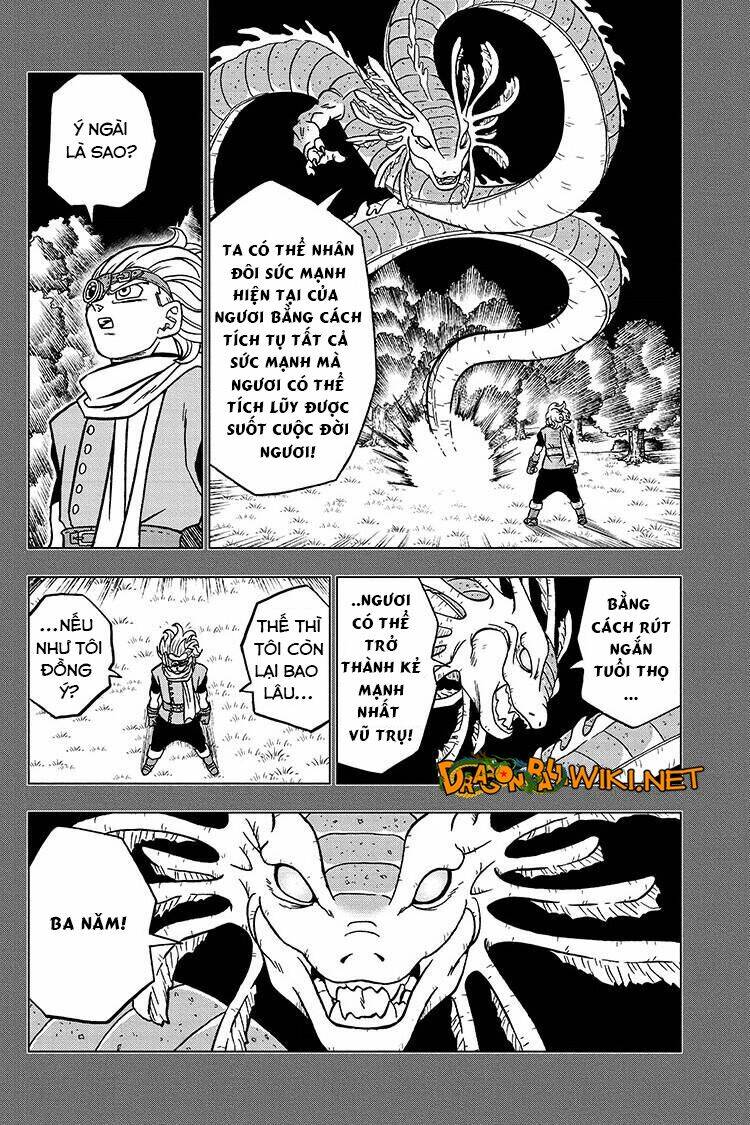 TA CÓ THỂ NHÂN
ĐÔI SỨC MẠNH
HIỆN TẠI CỦA
NGƯƠI BẰNG CÁCH
TÍCH TỤ TẤT CẢ
SỨC MẠNH MÀ
NGƯƠI CÓ THỂ
TÍCH LŨY ĐƯỢC
SUỐT CUỘC ĐỜI
NGƯƠI!
Ý NGÀI
LÀ SAO?
BẰNG
CÁCH RÚT
NGẮN
TUỔI THỌ
...
..NGƯƠI
CÓ THỂ
TRỞ
THÀNH KẺ
MẠNH
NHẤT
VŨ TRỤ!
THẾ THÌ
TÔI CÒN
LẠI BAO
LÂU...
...NẾU
NHƯ TÔI
ĐỒNG
Ý?
DRAGON BALL WIKI.NET
BA NĂM!